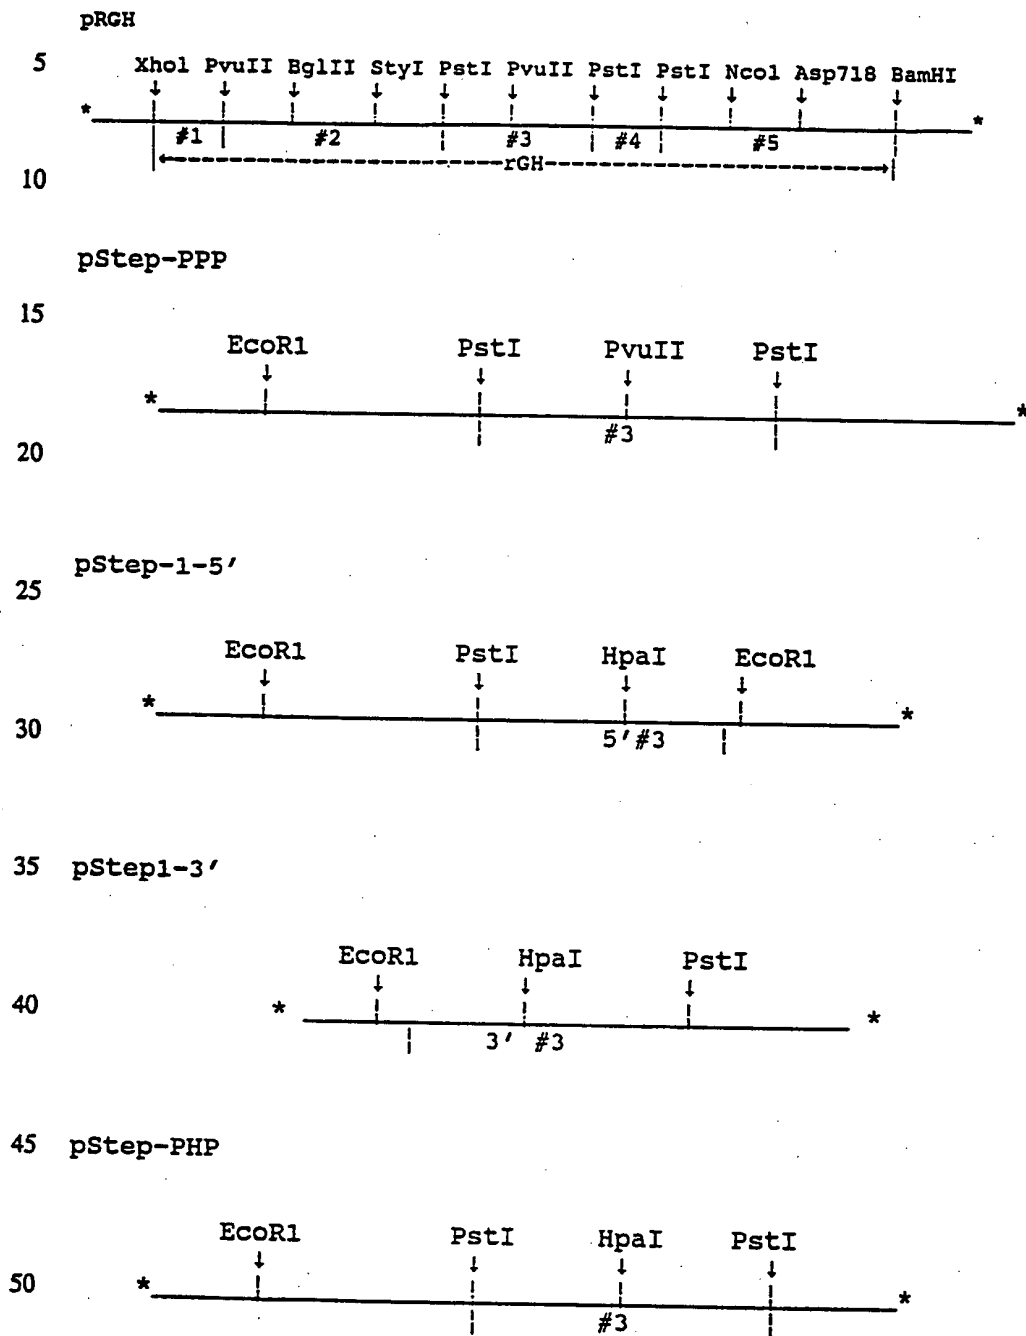 pRGH
5 Xhol PvuII BglII StyI PstI PvuII PstI PstI Ncol Asp718 BamHI
* *
#1 #2 #3 #4 #5
rGH
10
pStep-PPP
15
EcoR1 PstI PvuII PstI
* *
#3
20
pStep-1-5'
25
EcoR1 PstI HpaI EcoR1
* *
30 5'#3
35 pStep1-3'
EcoR1 HpaI PstI
40 * *
3' #3
45 pStep-PHP
EcoR1 PstI HpaI PstI
50 * *
#3